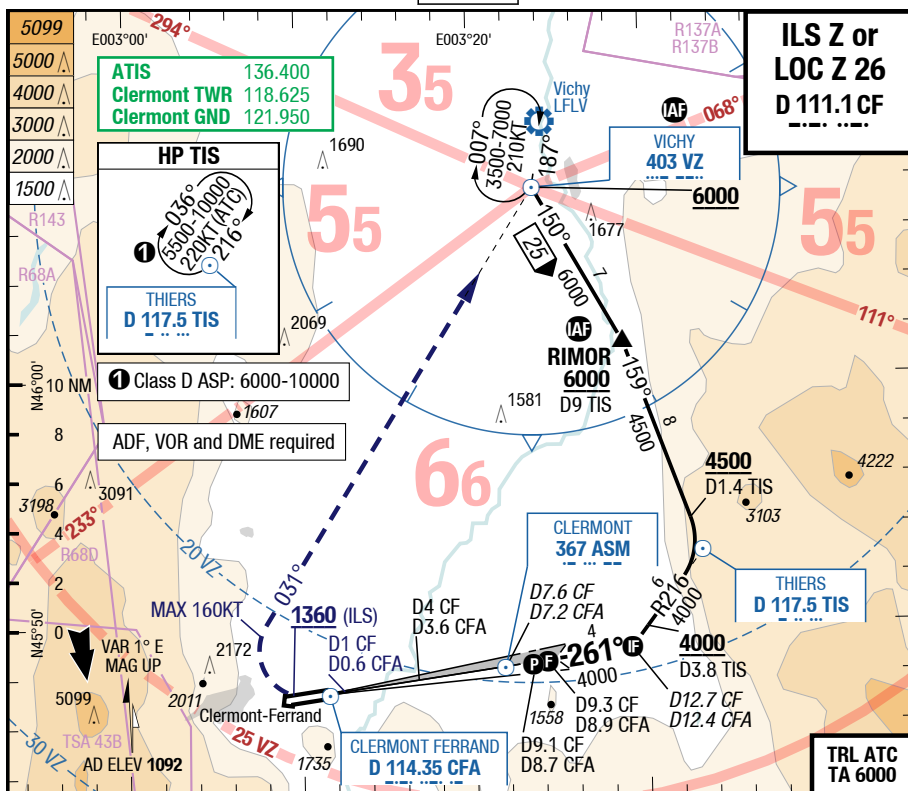 5099
5000
4000
3000
2000
1500
E003°00'
E003°20'
294°
35
R137A
R137B
ILS Z or
LOC Z 26
D 111.1 CF
ATIS 136.400
Clermont TWR 118.625
Clermont GND 121.950
Vichy
LFLV
IAF
068°
1690
007°
3500-7000
210KT
187°
VICHY
403 VZ
6000
HP TIS
036°
5500-10000
220KT(ATC)
216°
1
THIERS
D 117.5 TIS
R143
R68A
55
55
1677
150°
7
25
6000
111°
2069
IAF
RIMOR
6000
D9 TIS
159°
8
4500
1 Class D ASP: 6000-10000
N46°00'
10 NM
8
6
4
2
0
N45°50'
1607
1581
ADF, VOR and DME required
66
4500
D1.4 TIS
4222
3103
3091
3198
233°
R68D
20 VZ
CLERMONT
367 ASM
THIERS
D 117.5 TIS
031°
MAX 160KT
1360 (ILS)
D4 CF
D3.6 CFA
D7.6 CF
D7.2 CFA
6
R216
4000
4
261°
IF
4000
D3.8 TIS
D1 CF
D0.6 CFA
P
F
4000
VAR 1° E
MAG UP
2172
2011
D12.7 CF
D12.4 CFA
D9.3 CF
D8.9 CFA
1558
D9.1 CF
D8.7 CFA
5099
Clermont-Ferrand
TSA 43B
25 VZ
30 VZ
AD ELEV 1092
1735
CLERMONT FERRAND
D 114.35 CFA
TRL ATC
TA 6000